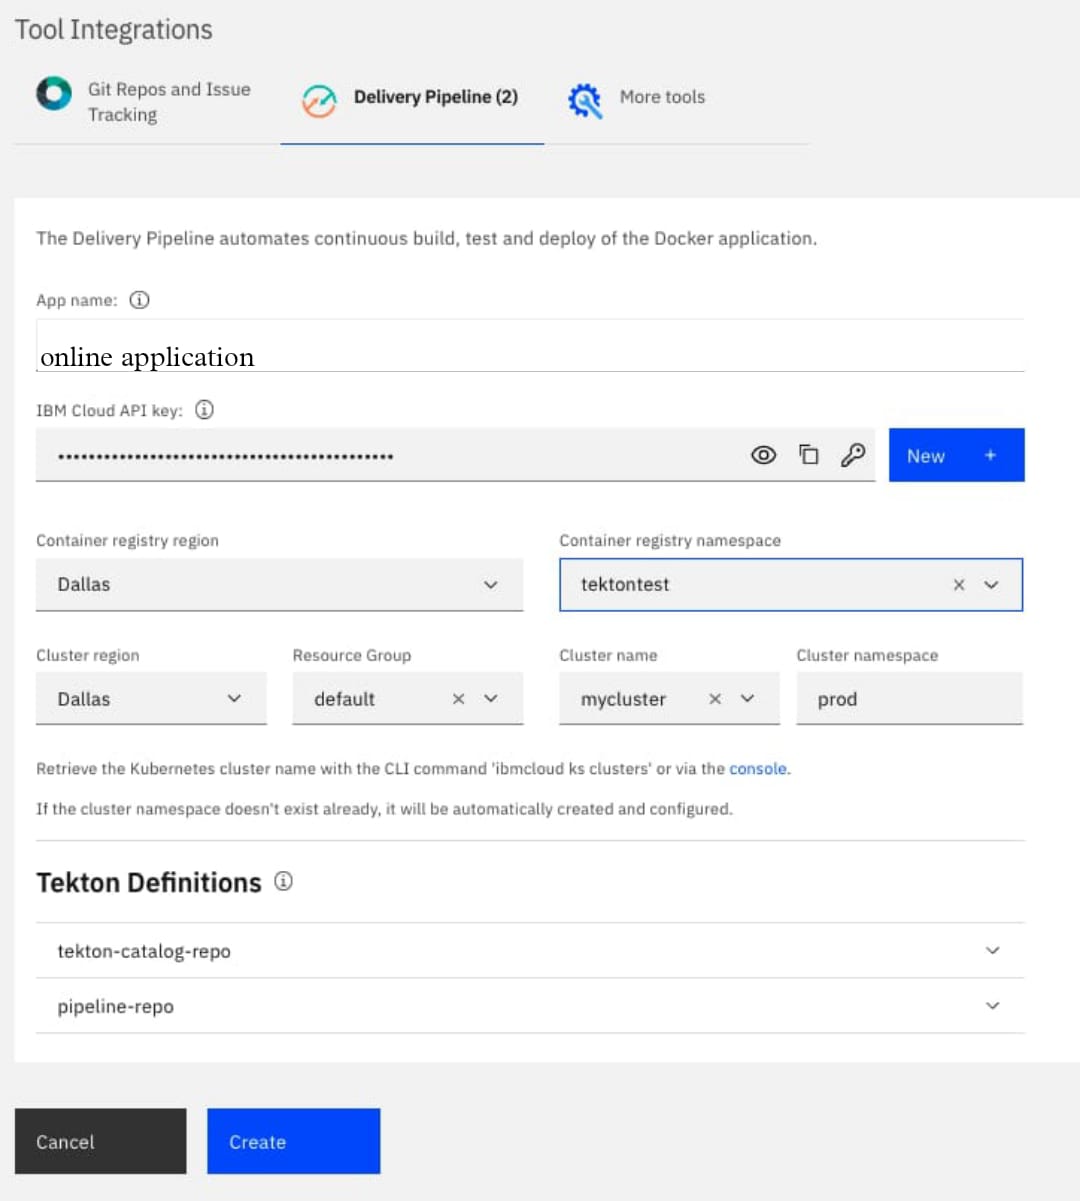 Tool Integrations
Git Repos and Issue
Tracking
Delivery Pipeline (2)
More tools
The Delivery Pipeline automates continuous build, test and deploy of the Docker application.
App name:
online application
IBM Cloud API key:
••••••••••••••••••••••••••••••••••••••••••••
New +
Container registry region
Container registry namespace
Dallas
tektontest
Cluster region
Resource Group
Cluster name
Cluster namespace
Dallas
default
mycluster
prod
Retrieve the Kubernetes cluster name with the CLI command 'ibmcloud ks clusters' or via the console.
If the cluster namespace doesn't exist already, it will be automatically created and configured.
Tekton Definitions
tekton-catalog-repo
pipeline-repo
Cancel
Create